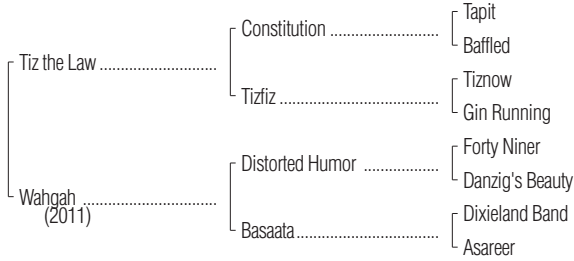 Tapit
Constitution
Baffled
Tiz the Law
Tiznow
Tizfiz
Gin Running
Forty Niner
Distorted Humor
Danzig's Beauty
Wahgah
(2011)
Dixieland Band
Basaata
Asareer